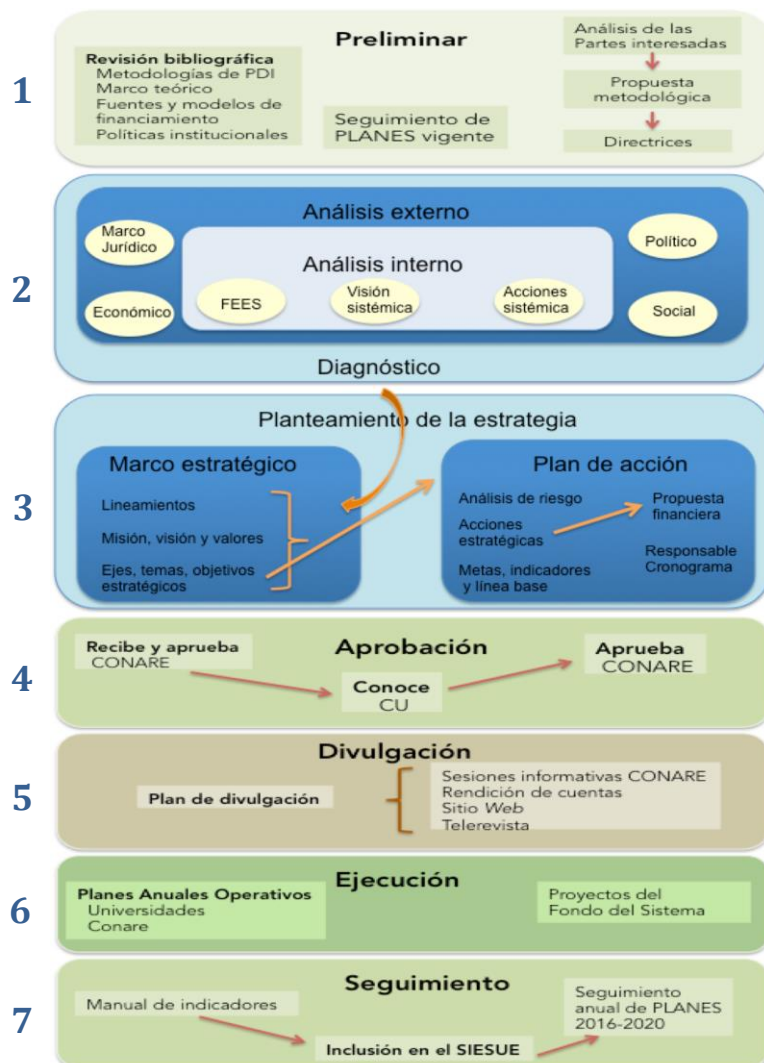 1
Preliminar
Revisión bibliográfica
Metodologías de PDI
Marco teórico
Fuentes y modelos de
financiamiento
Políticas institucionales
Seguimiento de
PLANES vigente
Análisis de las
Partes interesadas
Propuesta
metodológica
Directrices
2
Análisis externo
Marco
Jurídico
Económico
Análisis interno
FEES
Visión
sistémica
Acciones
sistémica
Político
Social
Diagnóstico
3
Planteamiento de la estrategia
Marco estratégico
Lineamientos
Misión, visión y valores
Ejes, temas, objetivos
estratégicos
Plan de acción
Análisis de riesgo
Acciones
estratégicas
Metas, indicadores
y línea base
Propuesta
financiera
Responsable
Cronograma
4
Aprobación
Recibe y aprueba
CONARE
Conoce
CU
Aprueba
CONARE
5
Divulgación
Plan de divulgación
Sesiones informativas CONARE
Rendición de cuentas
Sitio Web
Telerevista
6
Ejecución
Planes Anuales Operativos
Universidades
Conare
Proyectos del
Fondo del Sistema
7
Seguimiento
Manual de indicadores
Inclusión en el SIESUE
Seguimiento
anual de PLANES
2016-2020